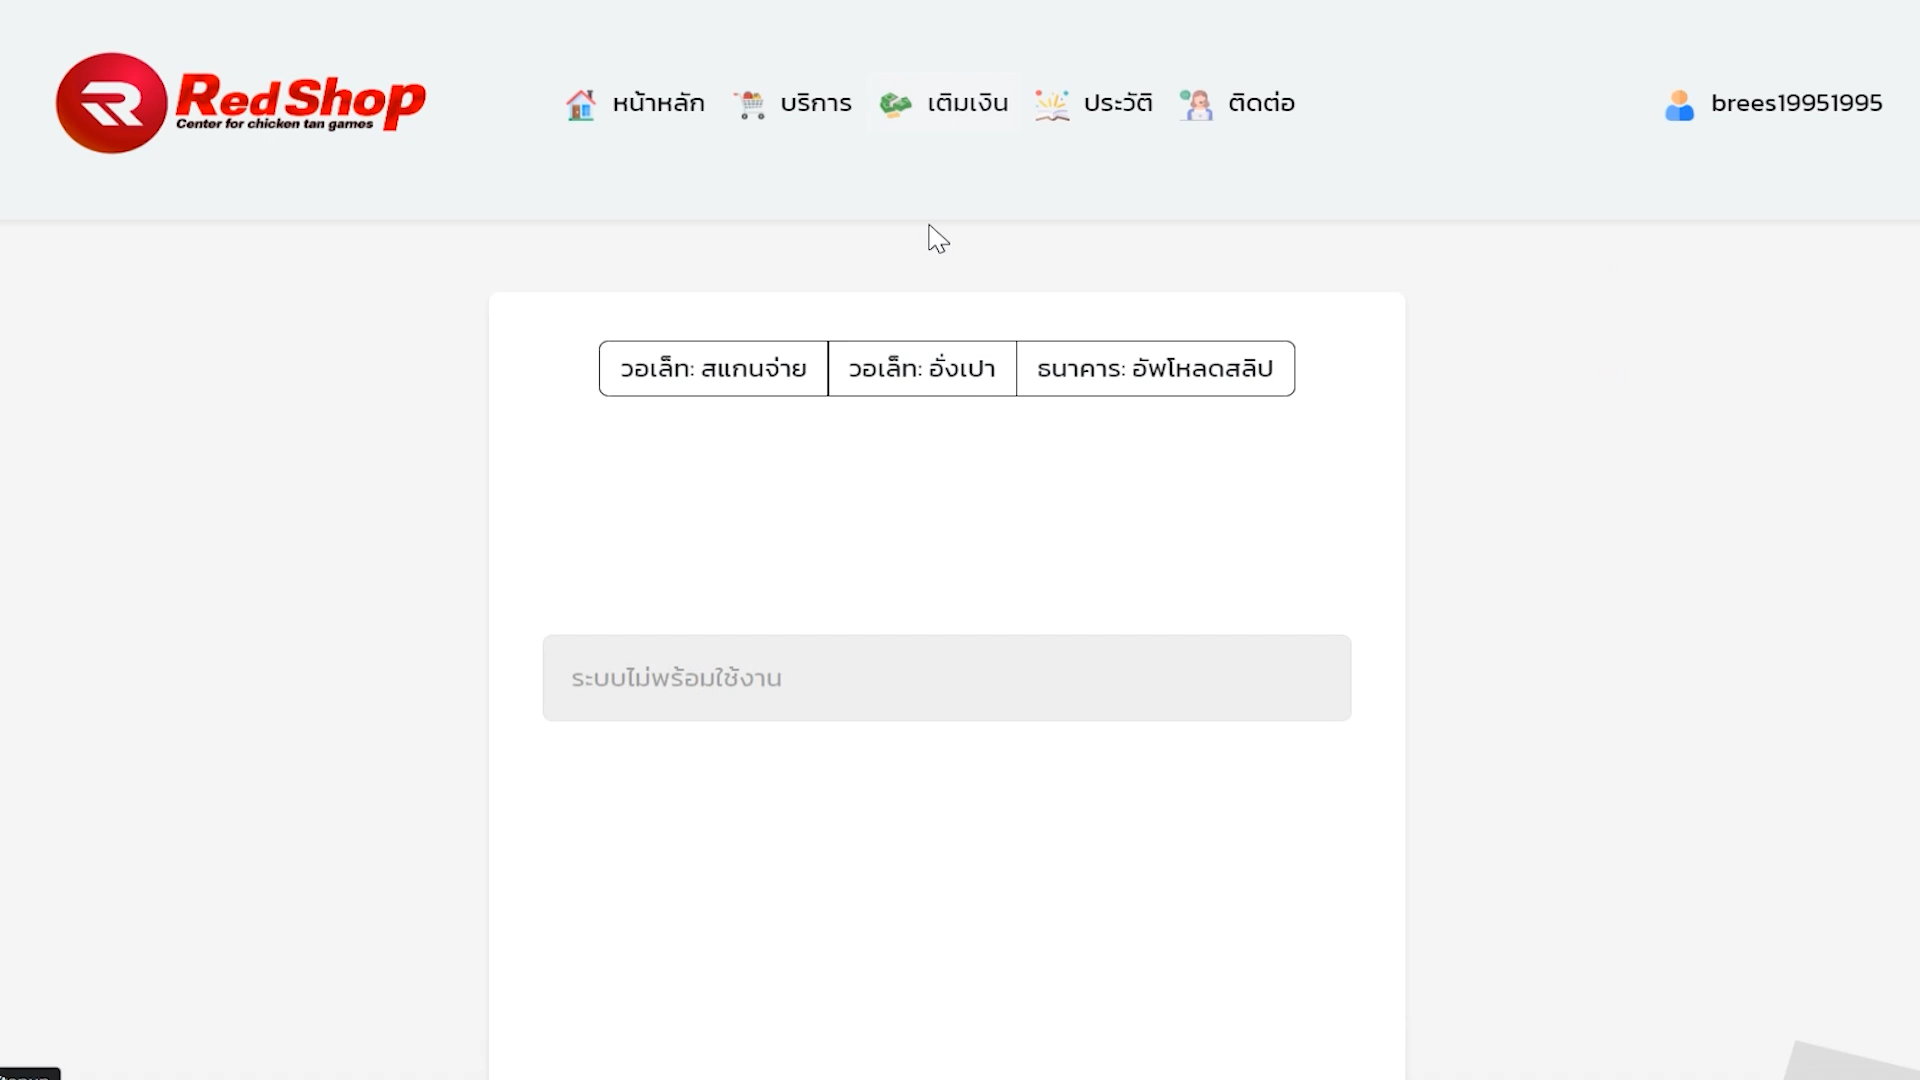 Red Shop
Center for chicken tan games
หน้าหลัก
บริการ
เติมเงิน
ประวัติ
ติดต่อ
brees19951995
วอเล็ท: สแกนจ่าย
วอเล็ท: อั่งเปา
ธนาคาร: อัพโหลดสลิป
ระบบไม่พร้อมใช้งาน